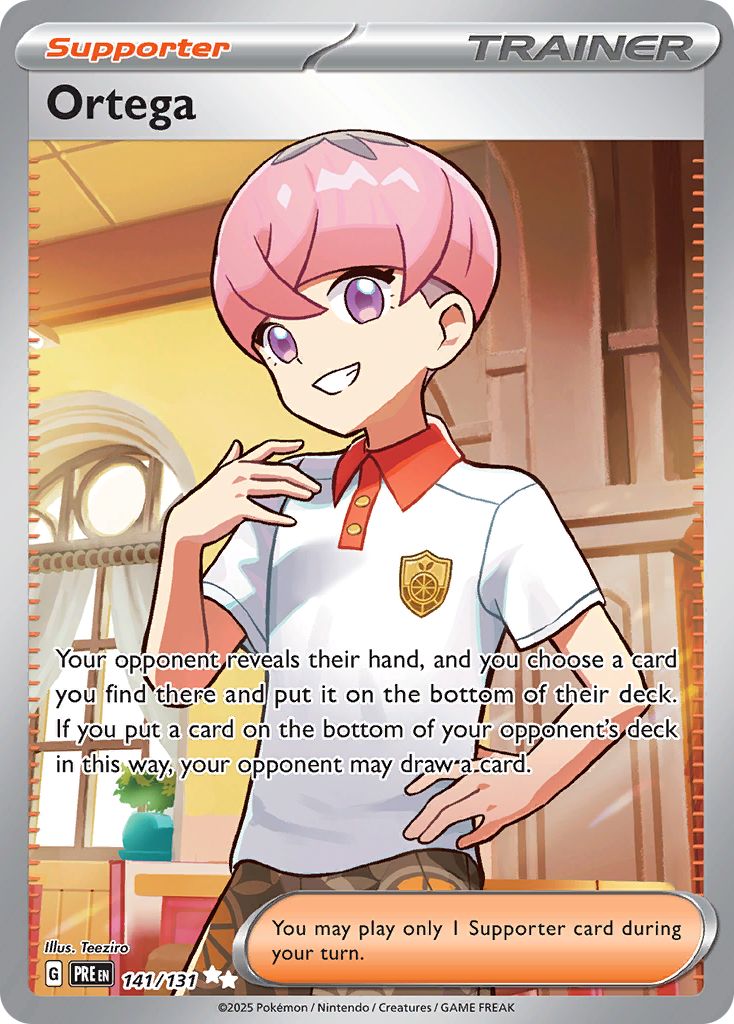 Supporter TRAINER
Ortega
Your opponent reveals their hand, and you choose a card
you find there and put it on the bottom of their deck.
If you put a card on the bottom of your opponent's deck
in this way, your opponent may draw a card.
You may play only 1 Supporter card during
your turn.
Illus. Teeziro
G PRE EN 141/131
©2025 Pokémon / Nintendo / Creatures / GAME FREAK